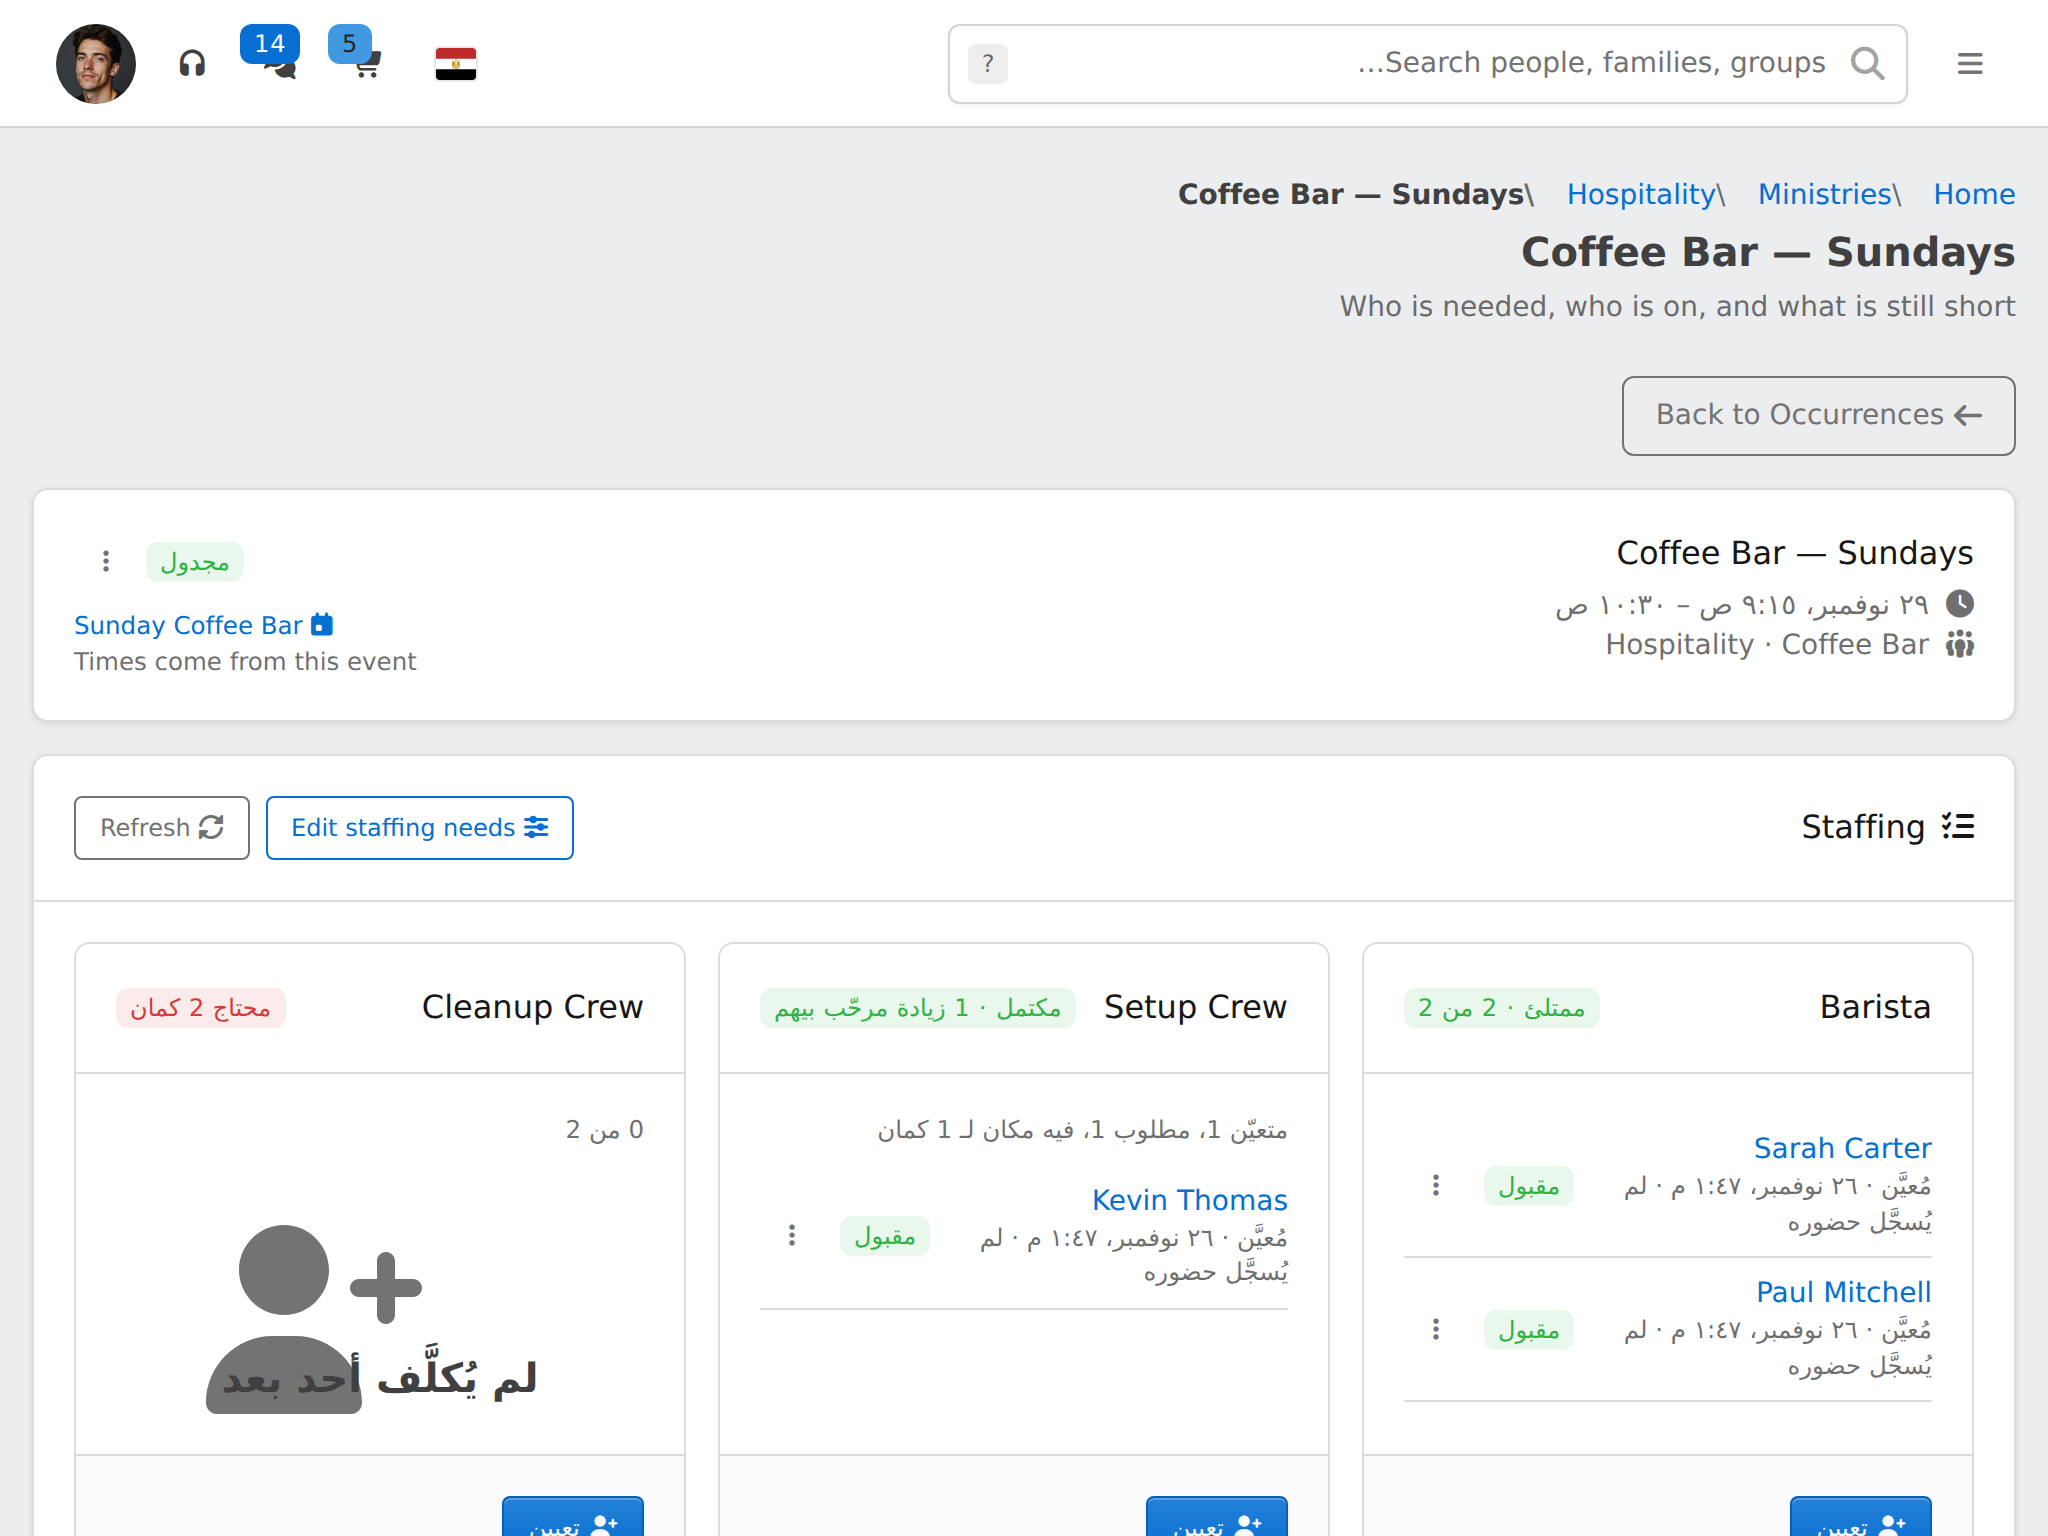 14
5
Search people, families, groups...
?
Home\ Ministries\ Hospitality\ Coffee Bar — Sundays
Coffee Bar — Sundays
Who is needed, who is on, and what is still short
Back to Occurrences
Coffee Bar — Sundays
مجدول
٢٩ نوفمبر، ٩:١٥ ص – ١٠:٣٠ ص
Hospitality · Coffee Bar
Sunday Coffee Bar
Times come from this event
Staffing
Edit staffing needs
Refresh
Barista
ممتلئ · 2 من 2
Sarah Carter
مُعيَّن · ٢٦ نوفمبر، ١:٤٧ م · لم
يُسجَّل حضوره
مقبول
Paul Mitchell
مُعيَّن · ٢٦ نوفمبر، ١:٤٧ م · لم
يُسجَّل حضوره
مقبول
تعيين
Setup Crew
مكتمل · 1 زيادة مرحّب بيهم
متعيّن 1، مطلوب 1، فيه مكان لـ 1 كمان
Kevin Thomas
مُعيَّن · ٢٦ نوفمبر، ١:٤٧ م · لم
يُسجَّل حضوره
مقبول
تعيين
Cleanup Crew
محتاج 2 كمان
0 من 2
لم يُكلَّف أحد بعد
تعيين